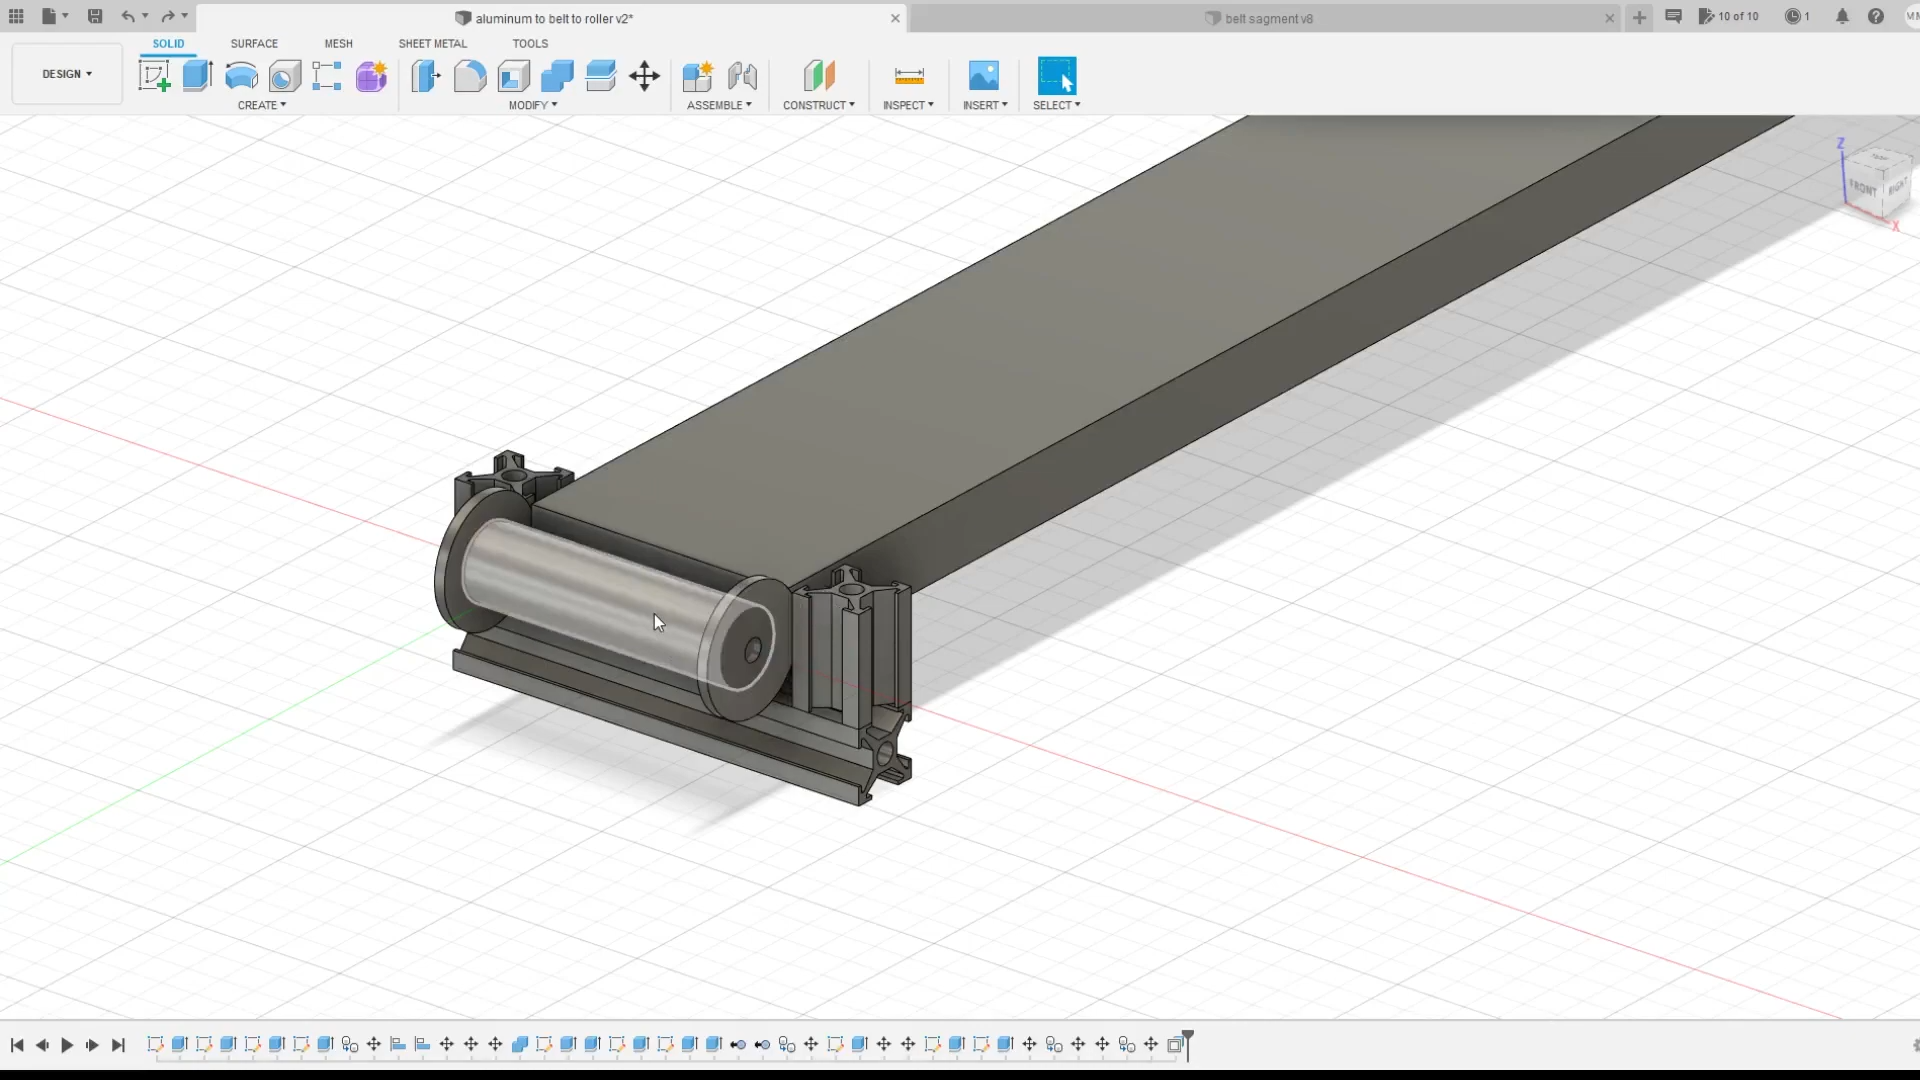 aluminum to belt to roller v2*
belt sagment v8
10 of 10
1
SOLID
SURFACE
MESH
SHEET METAL
TOOLS
DESIGN
CREATE
MODIFY
ASSEMBLE
CONSTRUCT
INSPECT
INSERT
SELECT
Z
TOP
FRONT
RIGHT
X